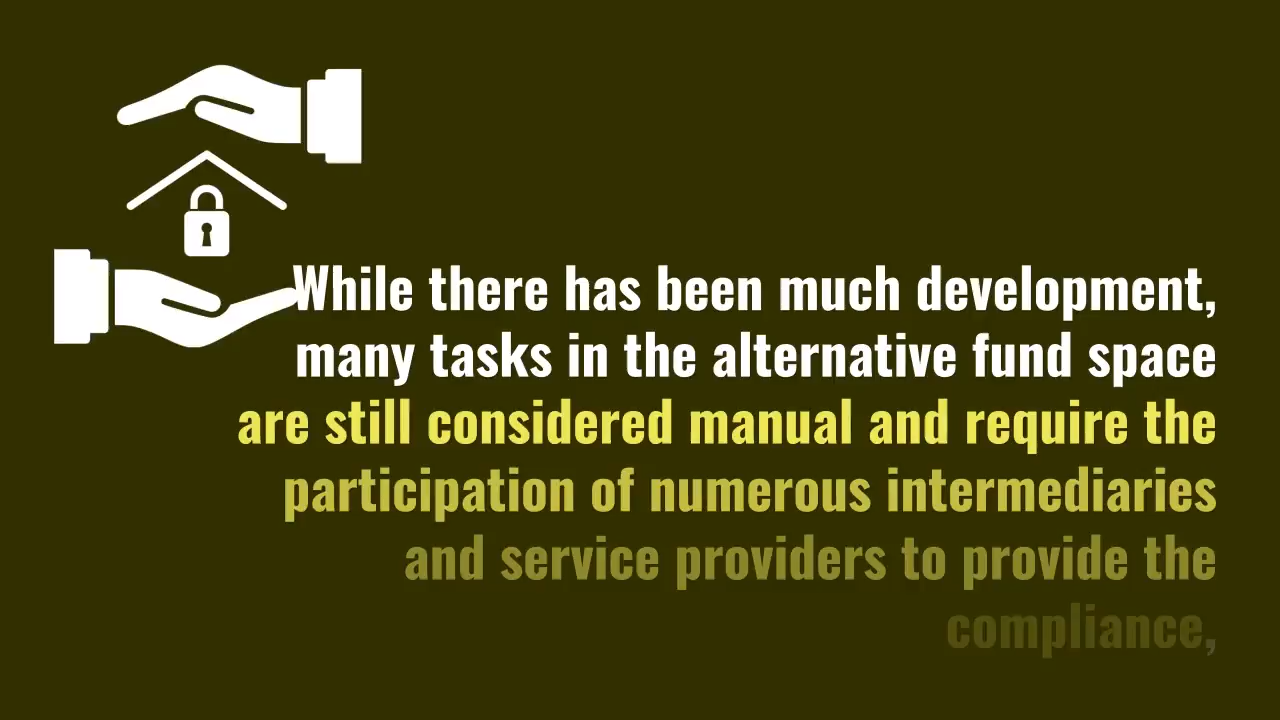 While there has been much development,
many tasks in the alternative fund space
are still considered manual and require the
participation of numerous intermediaries
and service providers to provide the
compliance,